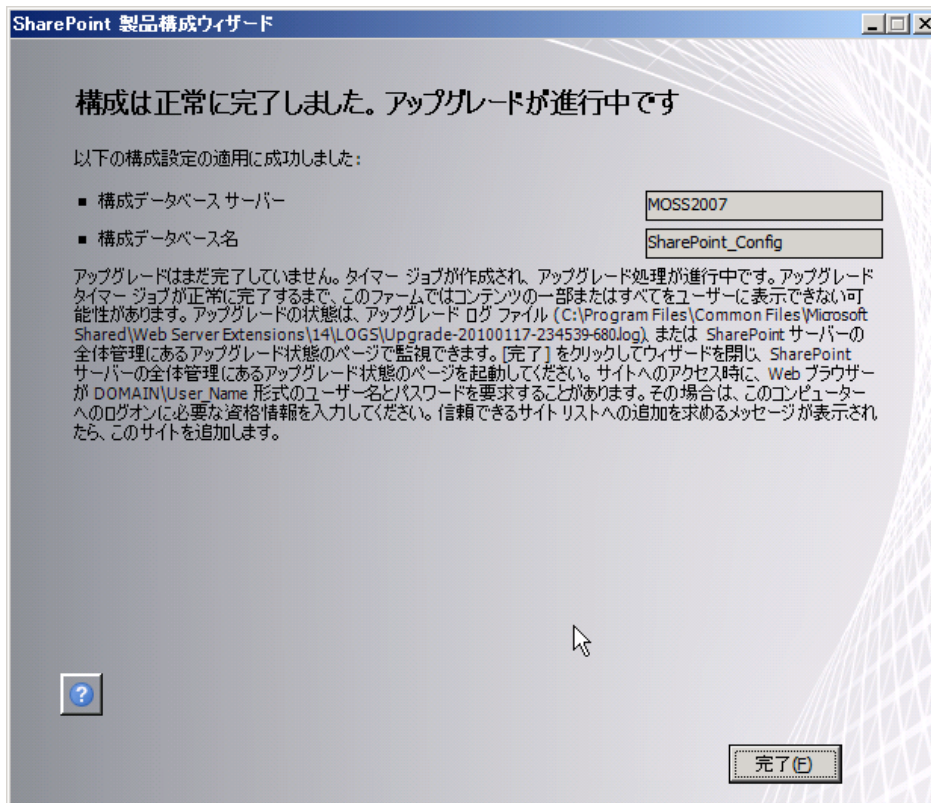 SharePoint 製品構成ウィザード
構成は正常に完了しました。アップグレードが進行中です
以下の構成設定の適用に成功しました:
■ 構成データベース サーバー
MOSS2007
■ 構成データベース名
SharePoint_Config
アップグレードはまだ完了していません。タイマー ジョブが作成され、アップグレード処理が進行中です。アップグレード
タイマー ジョブが正常に完了するまで、このファームではコンテンツの一部またはすべてをユーザーに表示できない可
能性があります。アップグレードの状態は、アップグレード ログ ファイル (C:\Program Files\Common Files\Microsoft
Shared\Web Server Extensions\14\LOGS\Upgrade-20100117-234539-680.log)、または SharePoint サーバーの
全体管理にあるアップグレード状態のページで監視できます。[完了] をクリックしてウィザードを閉じ、SharePoint
サーバーの全体管理にあるアップグレード状態のページを起動してください。サイトへのアクセス時に、Web ブラウザー
が DOMAIN\User_Name 形式のユーザー名とパスワードを要求することがあります。その場合は、このコンピューター
へのログオンに必要な資格情報を入力してください。信頼できるサイト リストへの追加を求めるメッセージが表示され
たら、このサイトを追加します。
?
完了(F)